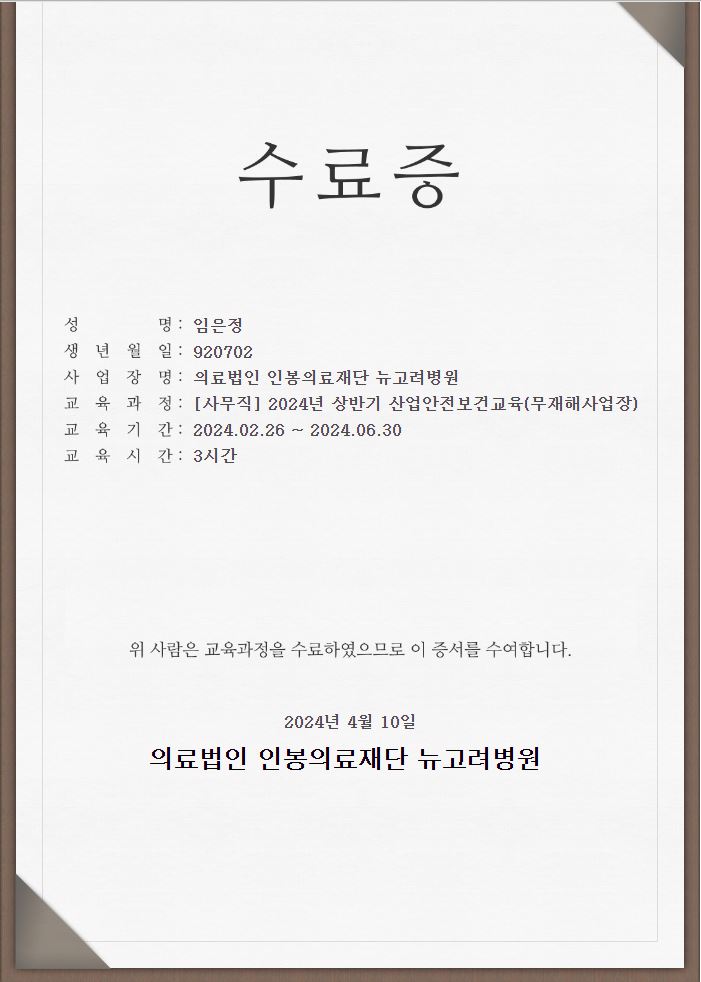 수료증
성 명 : 임은정
생 년 월 일 : 920702
사 업 장 명 : 의료법인 인봉의료재단 뉴고려병원
교 육 과 정 : [사무직] 2024년 상반기 산업안전보건교육(무재해사업장)
교 육 기 간 : 2024.02.26 ~ 2024.06.30
교 육 시 간 : 3시간
위 사람은 교육과정을 수료하였으므로 이 증서를 수여합니다.
2024년 4월 10일
의료법인 인봉의료재단 뉴고려병원